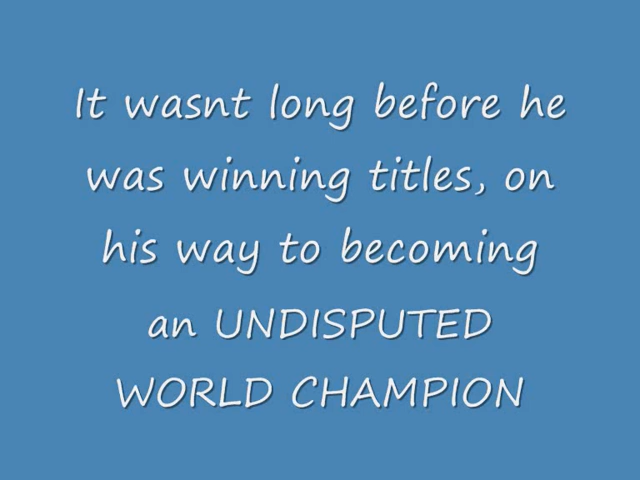 It wasnt long before he
was winning titles, on
his way to becoming
an UNDISPUTED
WORLD CHAMPION